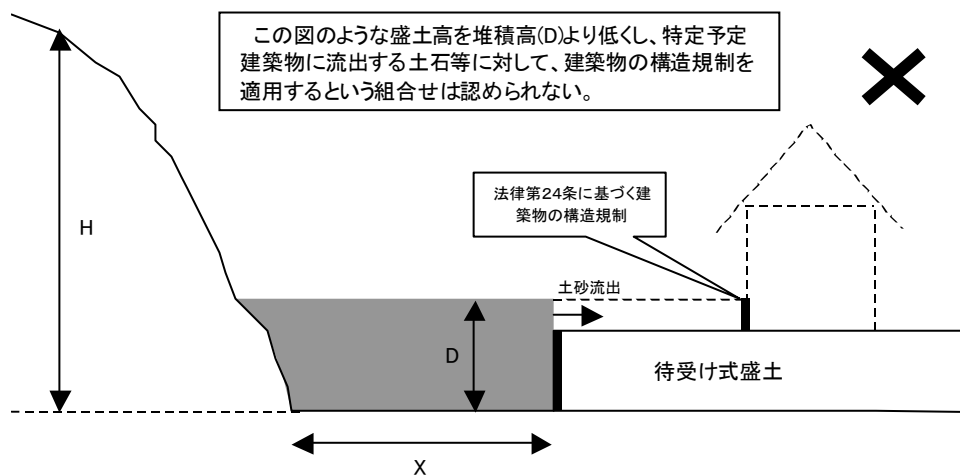 この図のような盛土高を堆積高(D)より低くし、特定予定
建築物に流出する土石等に対して、建築物の構造規制を
適用するという組合せは認められない。
法律第24条に基づく建
築物の構造規制
H
土砂流出
D
待受け式盛土
X